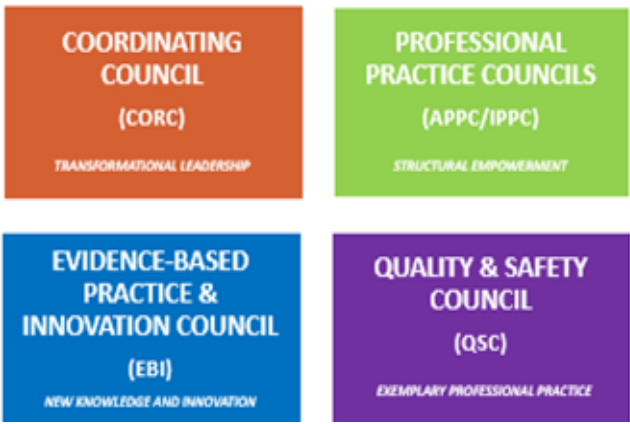 COORDINATING
COUNCIL
(CORC)
TRANSFORMATIONAL LEADERSHIP
PROFESSIONAL
PRACTICE COUNCILS
(APPC/IPPC)
STRUCTURAL EMPOWERMENT
EVIDENCE-BASED
PRACTICE &
INNOVATION COUNCIL
(EBI)
NEW KNOWLEDGE AND INNOVATION
QUALITY & SAFETY
COUNCIL
(QSC)
EXEMPLARY PROFESSIONAL PRACTICE